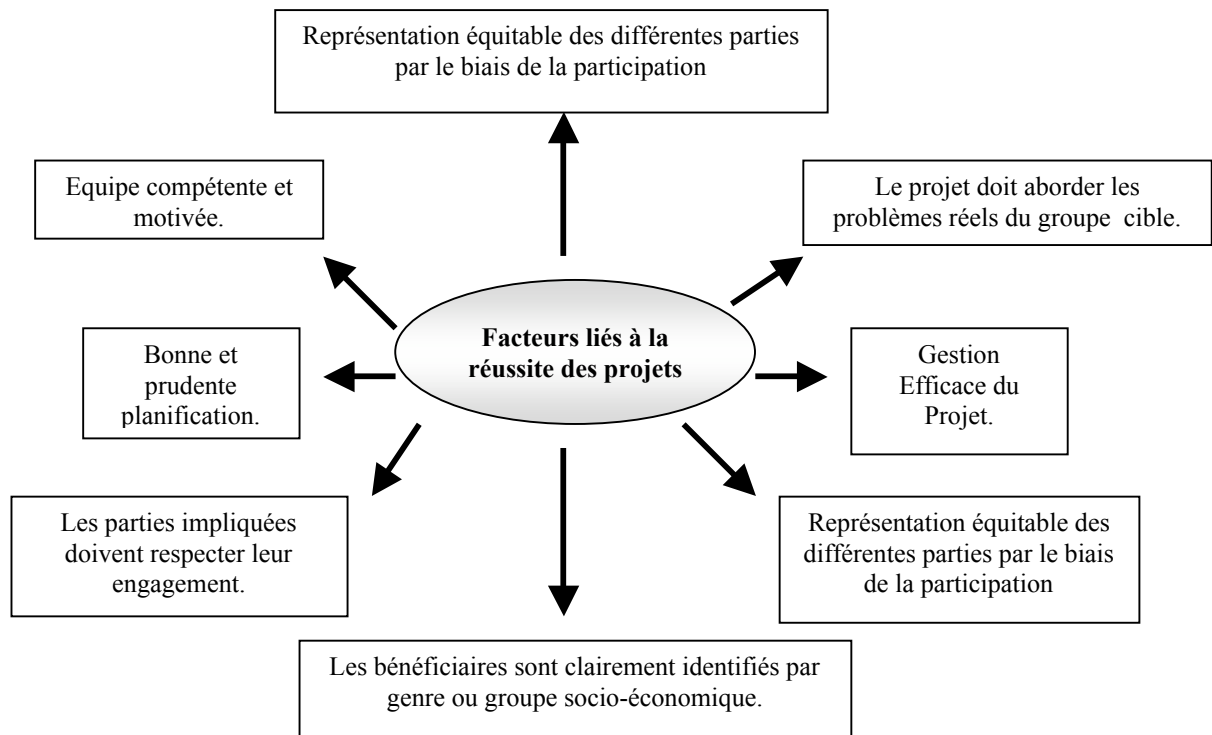 Représentation équitable des différentes parties
par le biais de la participation
Equipe compétente et
motivée.
Le projet doit aborder les
problèmes réels du groupe cible.
Facteurs liés à la
réussite des projets
Bonne et
prudente
planification.
Gestion
Efficace du
Projet.
Les parties impliquées
doivent respecter leur
engagement.
Représentation équitable des
différentes parties par le biais
de la participation
Les bénéficiaires sont clairement identifiés par
genre ou groupe socio-économique.